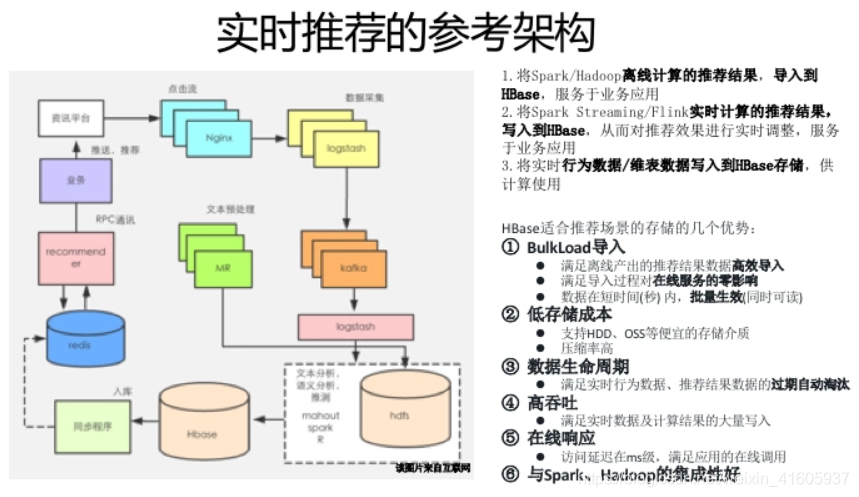 实时推荐的参考架构
点击流
数据采集
资讯平台
Nginx
logstash
推送、推荐
业务
RPC通讯
文本预处理
recommend
er
MR
kafka
logstash
redis
入库
同步程序
Hbase
文本分析，
语义分析，
推测
mahout
spark
R
hdfs
该图片来自互联网
1.将Spark/Hadoop离线计算的推荐结果，导入到
HBase，服务于业务应用
2.将Spark Streaming/Flink实时计算的推荐结果，
写入到HBase，从而对推荐效果进行实时调整，服务
于业务应用
3.将实时行为数据/维表数据写入到HBase存储，供
计算使用
HBase适合推荐场景的存储的几个优势：
① BulkLoad导入
● 满足离线产出的推荐结果数据高效导入
● 满足导入过程对在线服务的零影响
● 数据在短时间(秒) 内，批量生效(同时可读)
② 低存储成本
● 支持HDD、OSS等便宜的存储介质
● 压缩率高
③ 数据生命周期
● 满足实时行为数据、推荐结果数据的过期自动淘汰
④ 高吞吐
● 满足实时数据及计算结果的大量写入
⑤ 在线响应
● 访问延迟在ms级，满足应用的在线调用
⑥ 与Spark、Hadoop的集成性好